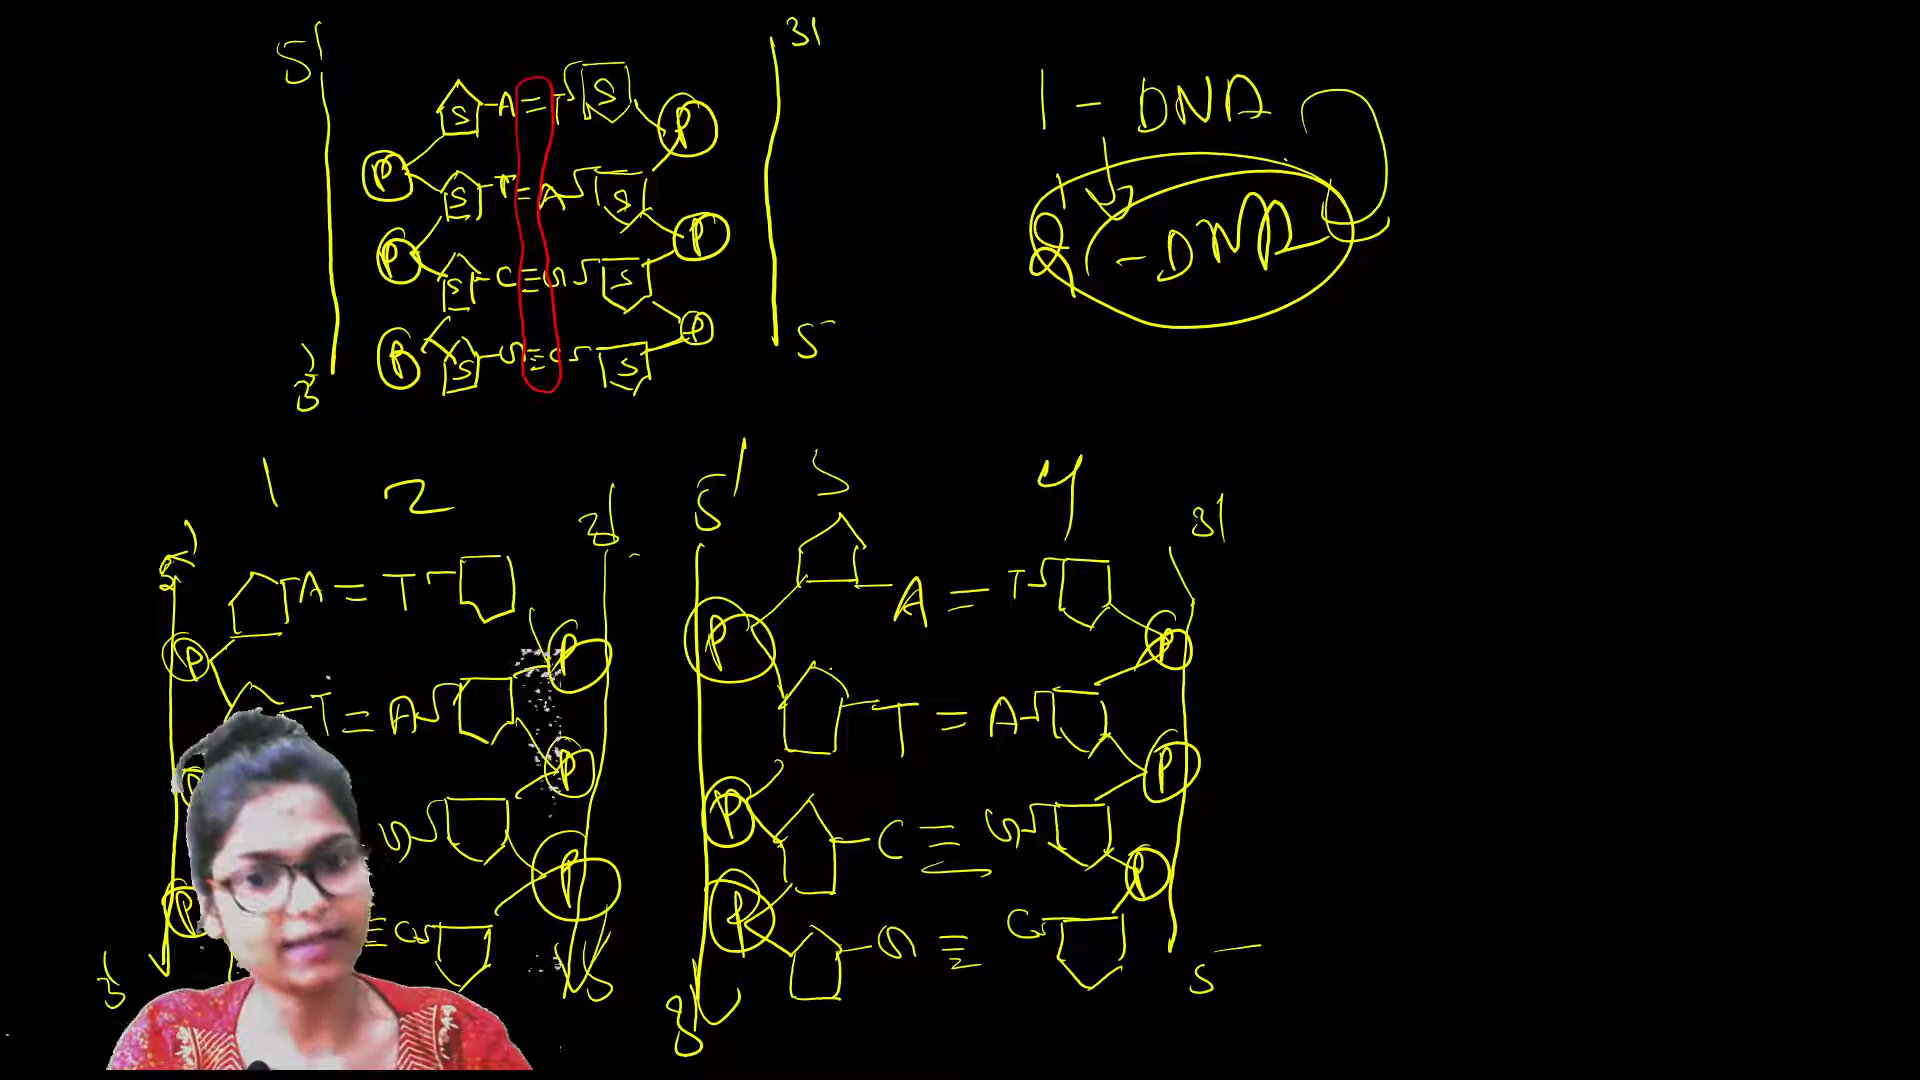 5' 3'
S - A = T S P
P S - T = A S P
P S - C ≡ G S P
P S - G ≡ C S
3' 5'
1 - DNA
2 - DNA
1 2
5' 3'
A = T
P P
T = A
P P
G
P P
≡ C
3' 5
5' 3 4 3'
A = T
P P
T = A
P P
C ≡ G
P P
G ≡ C
3' 5